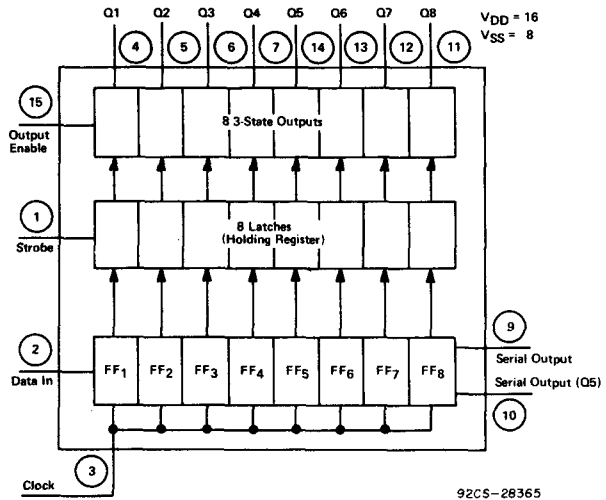 Q1 Q2 Q3 Q4 Q5 Q6 Q7 Q8
VDD = 16
VSS = 8
4 5 6 7 14 13 12 11
15
Output
Enable
8 3-State Outputs
1
Strobe
8 Latches
(Holding Register)
2
Data In
FF1 FF2 FF3 FF4 FF5 FF6 FF7 FF8
9
Serial Output
Serial Output (Q5)
10
3
Clock
92CS-28365